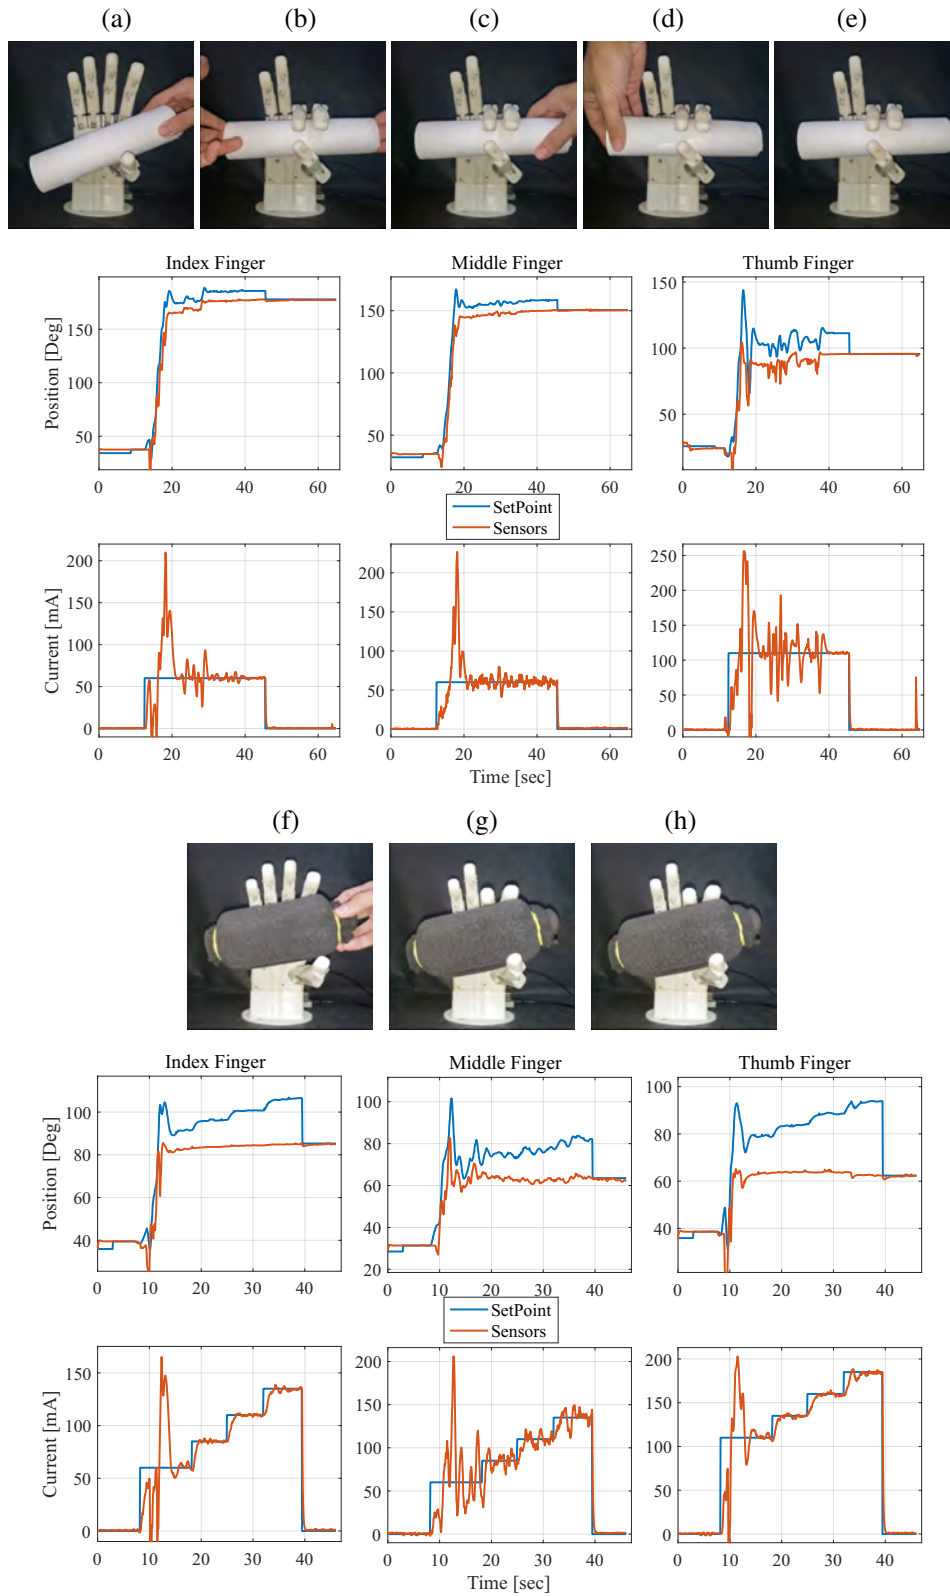 (a) (b) (c) (d) (e)
Index Finger Middle Finger Thumb Finger
Position [Deg]
150
100
50
0 20 40 60
150
100
50
0 20 40 60
150
100
50
0 20 40 60
SetPoint
Sensors
Current [mA]
200
150
100
50
0
0 20 40 60
200
150
100
50
0
0 20 40 60
250
200
150
100
50
0
0 20 40 60
Time [sec]
(f) (g) (h)
Index Finger Middle Finger Thumb Finger
Position [Deg]
100
80
60
40
0 10 20 30 40
100
80
60
40
20
0 10 20 30 40
100
80
60
40
0 10 20 30 40
SetPoint
Sensors
Current [mA]
150
100
50
0
0 10 20 30 40
200
150
100
50
0
0 10 20 30 40
200
150
100
50
0
0 10 20 30 40
Time [sec]